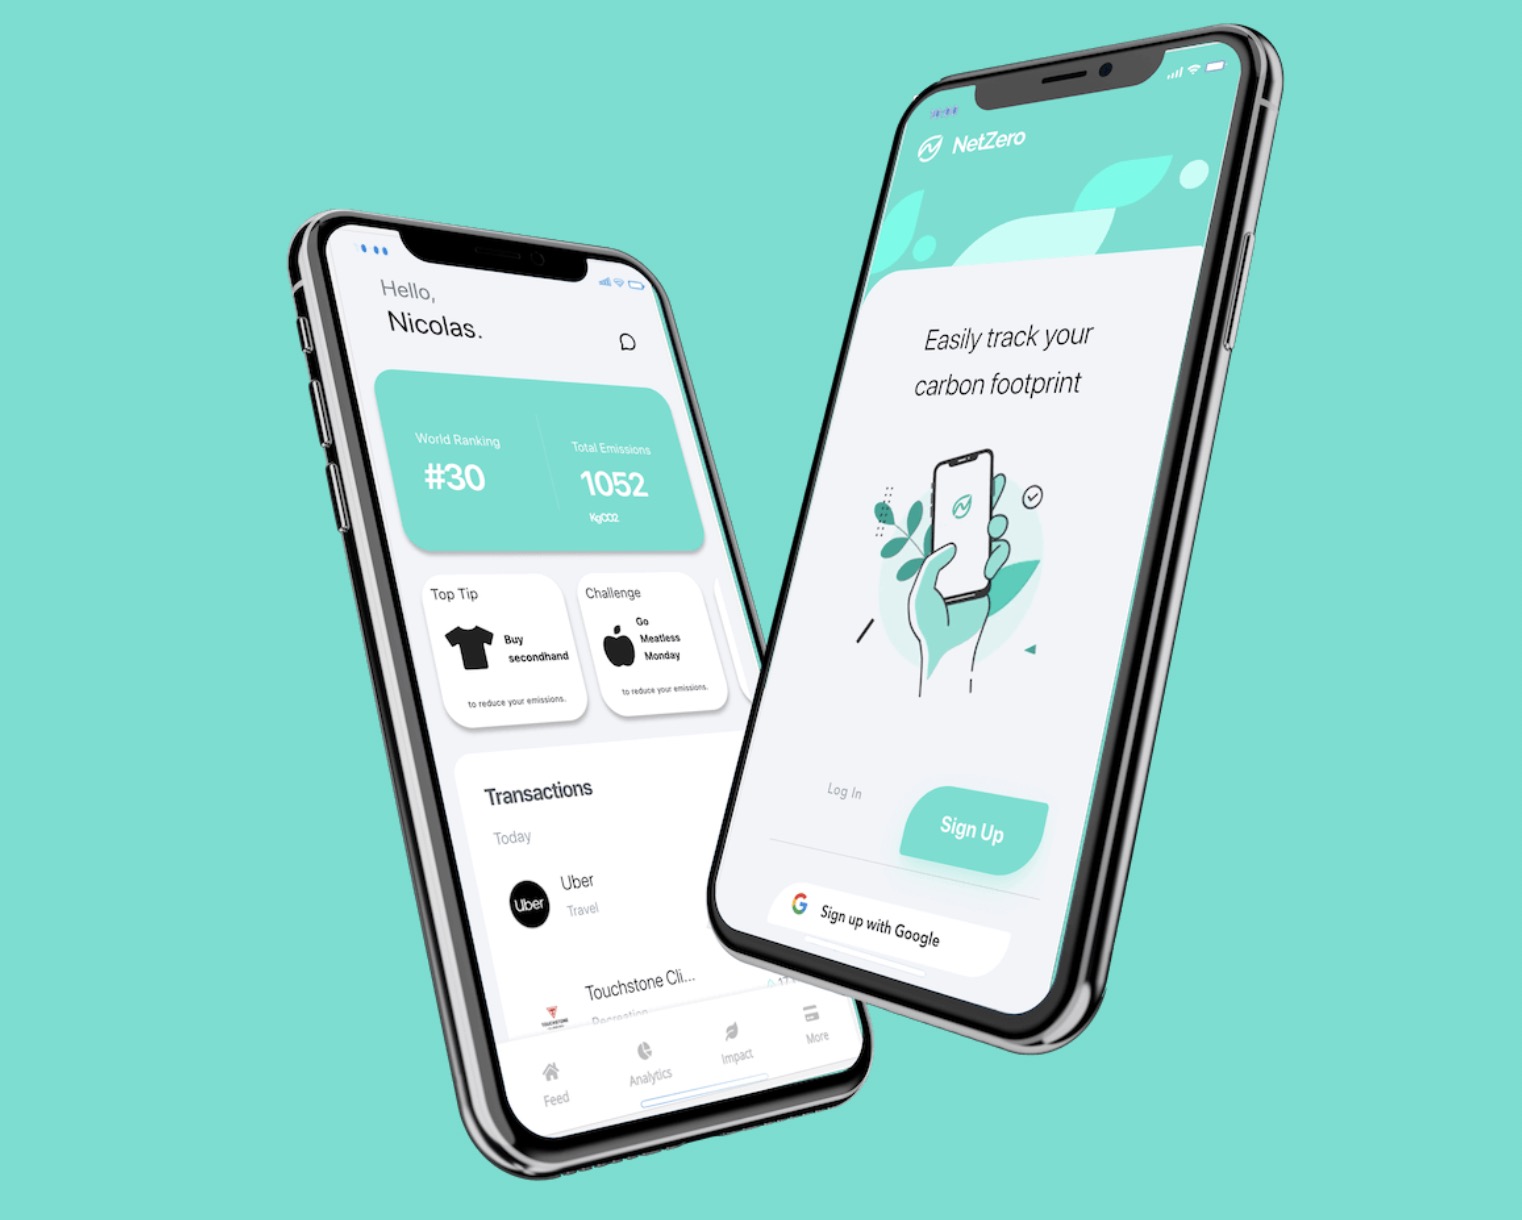 Hello,
Nicolas.
World Ranking
#30
Total Emissions
1052
KgCO2
Top Tip
Buy
secondhand
to reduce your emissions.
Challenge
Go
Meatless
Monday
to reduce your emissions.
Transactions
Today
Uber
Uber
Travel
Touchstone Cli...
TOUCHSTONE
Recreation
Feed
Analytics
Impact
More
NetZero
Easily track your
carbon footprint
Log In
Sign Up
Sign up with Google